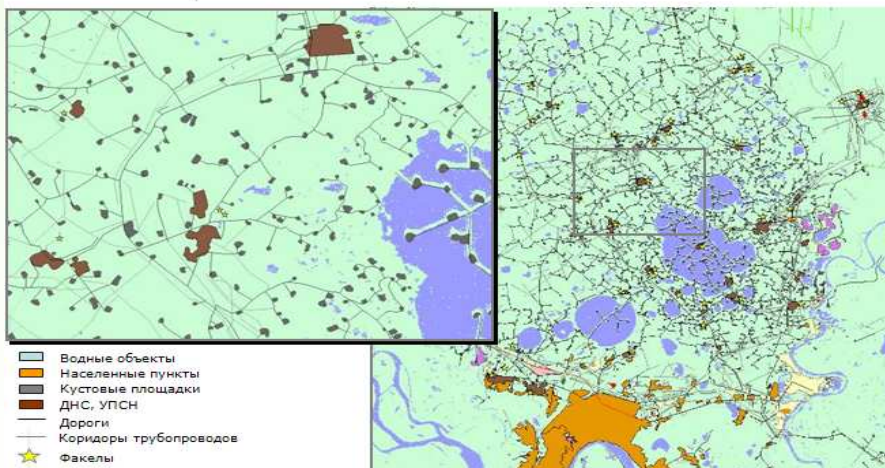 Водные объекты
Населенные пункты
Кустовые площадки
ДНС, УПСН
Дороги
Коридоры трубопроводов
Факелы